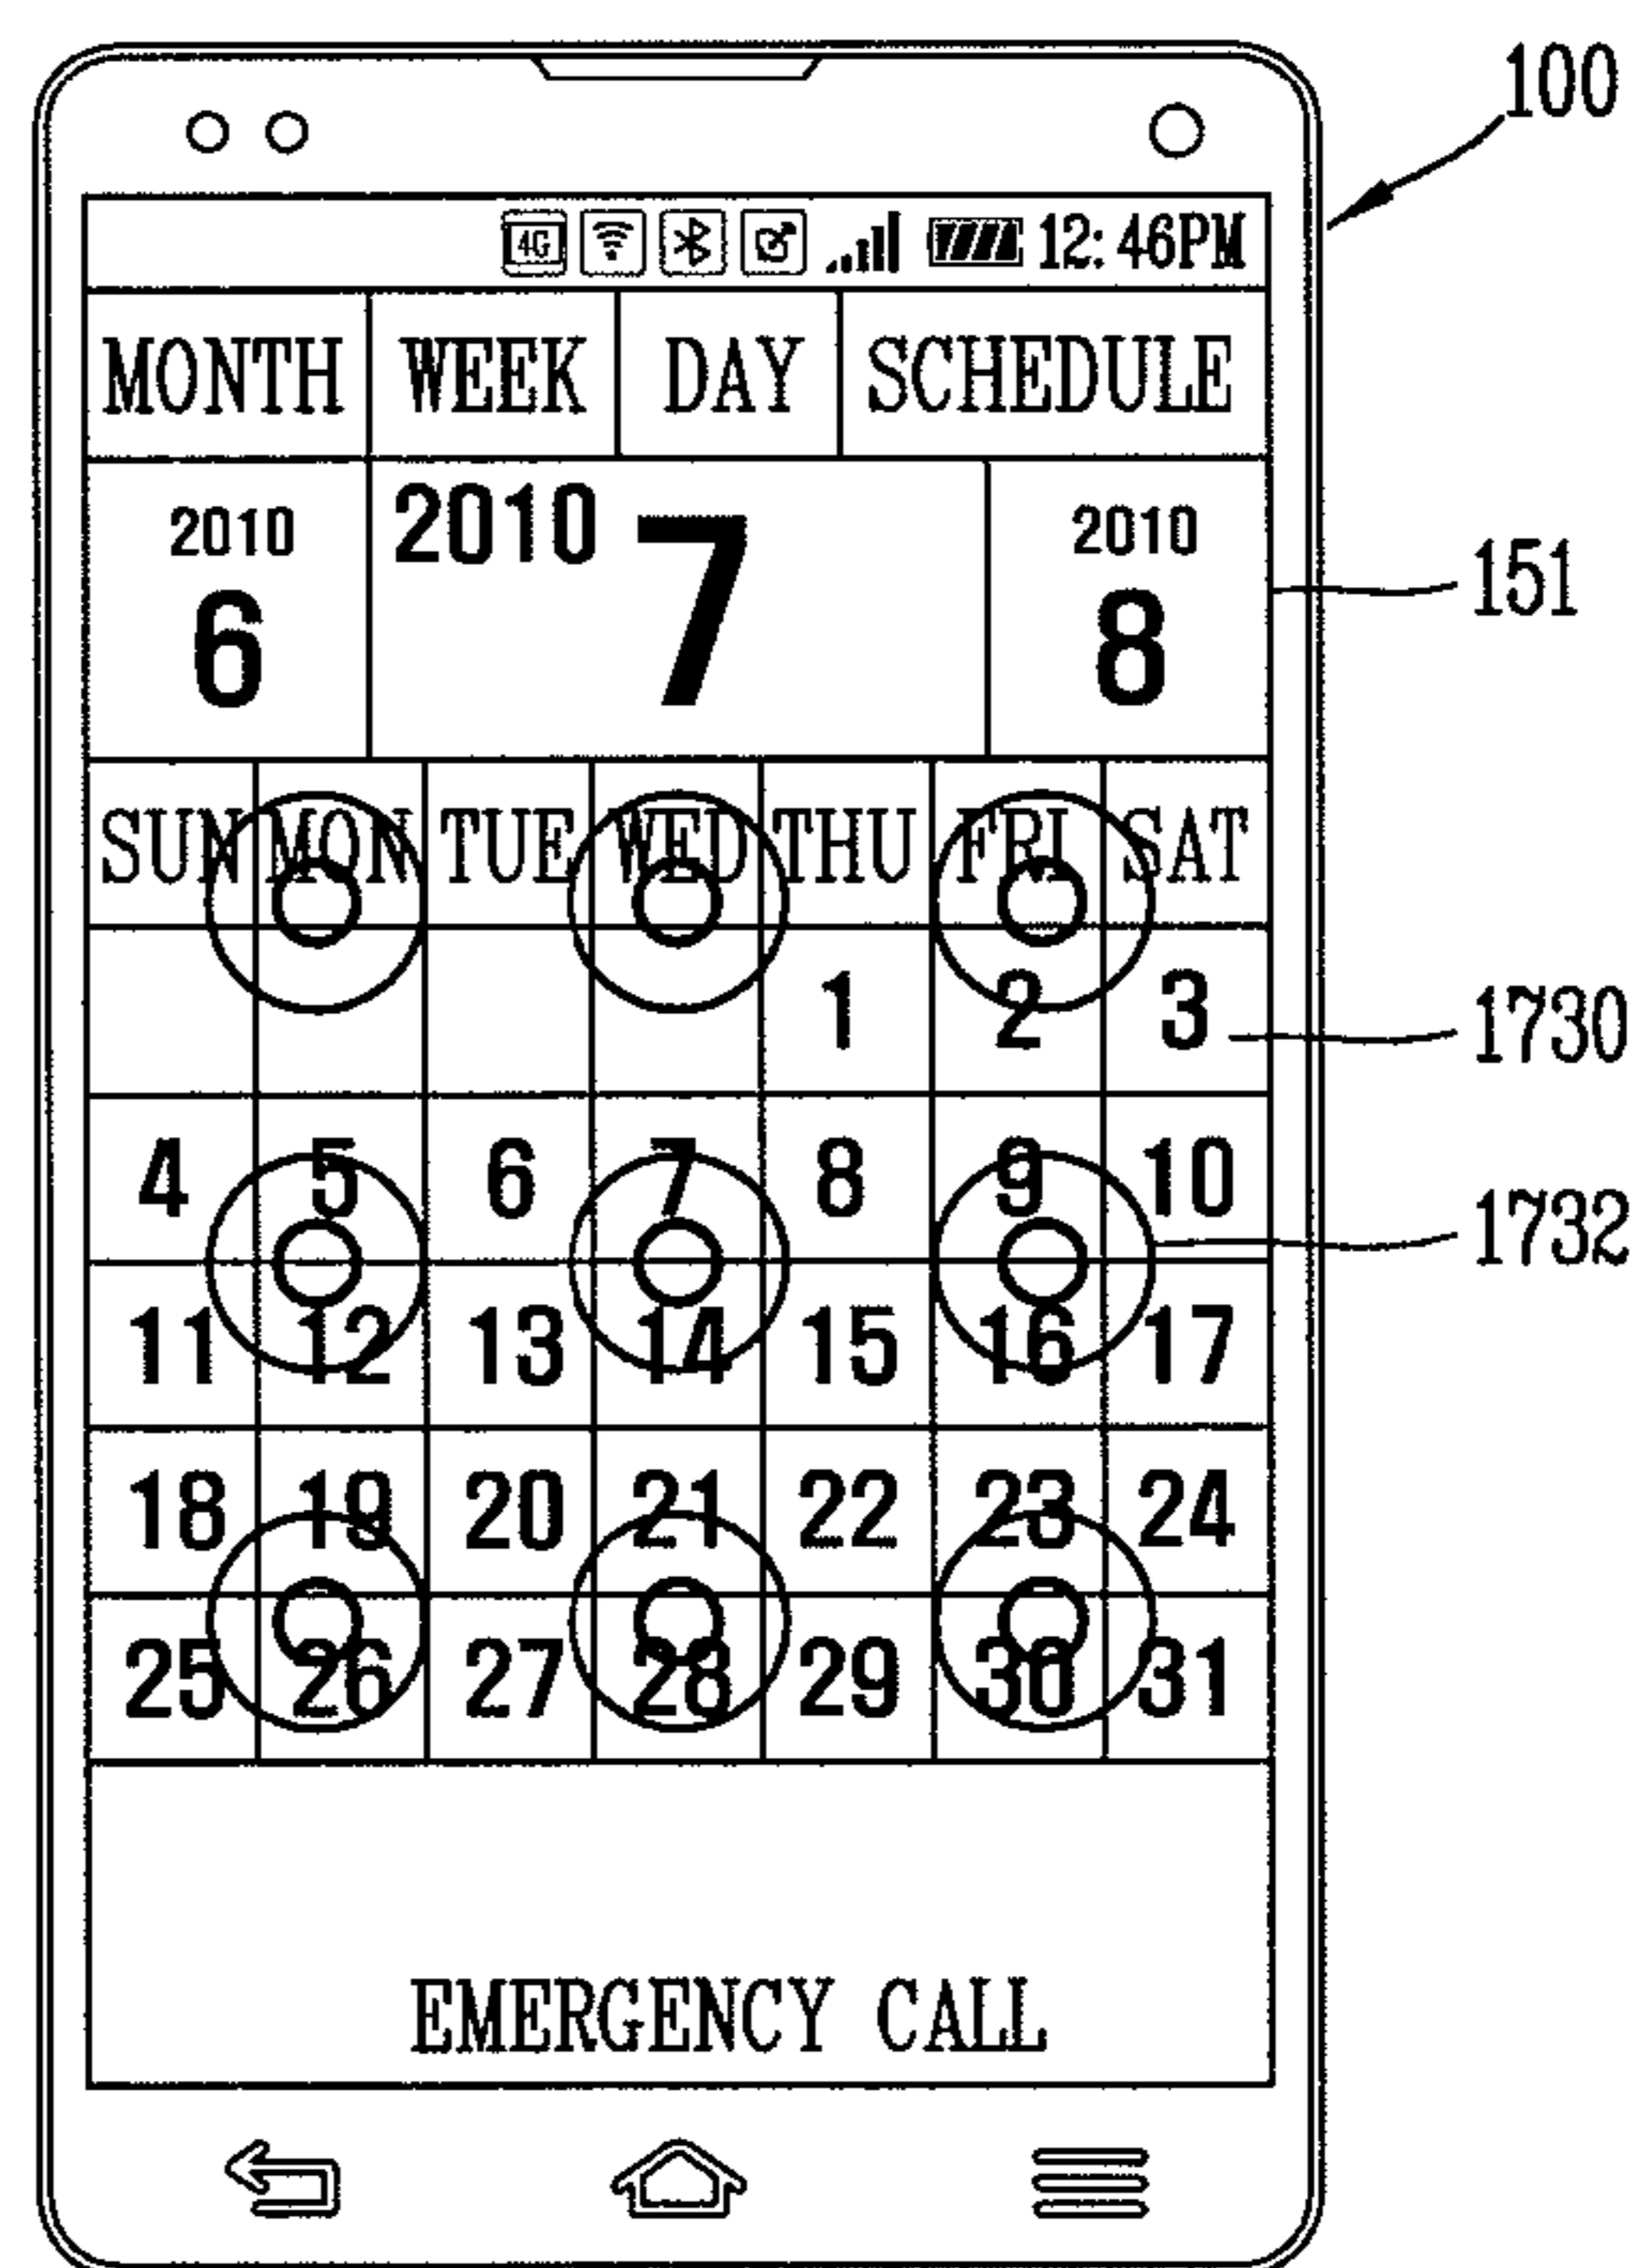 100
4G 12:46PM
MONTH WEEK DAY SCHEDULE
2010 2010 2010
6 7 8
151
SUN MON TUE WED THU FRI SAT
1 2 3
1730
4 5 6 7 8 9 10
1732
11 12 13 14 15 16 17
18 19 20 21 22 23 24
25 26 27 28 29 30 31
EMERGENCY CALL